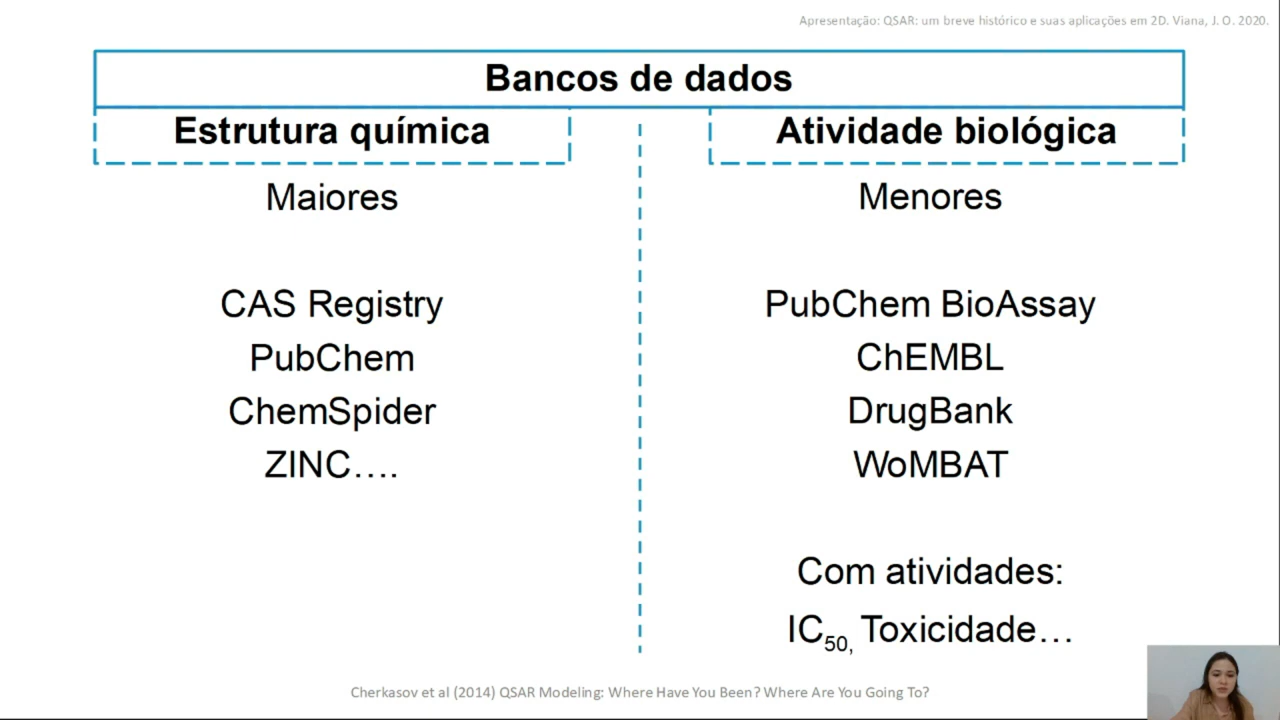 Apresentação: QSAR: um breve histórico e suas aplicações em 2D. Viana, J. O. 2020.
Bancos de dados
Estrutura química
Maiores
CAS Registry
PubChem
ChemSpider
ZINC….
Atividade biológica
Menores
PubChem BioAssay
ChEMBL
DrugBank
WoMBAT
Com atividades:
IC50, Toxicidade…
Cherkasov et al (2014) QSAR Modeling: Where Have You Been? Where Are You Going To?